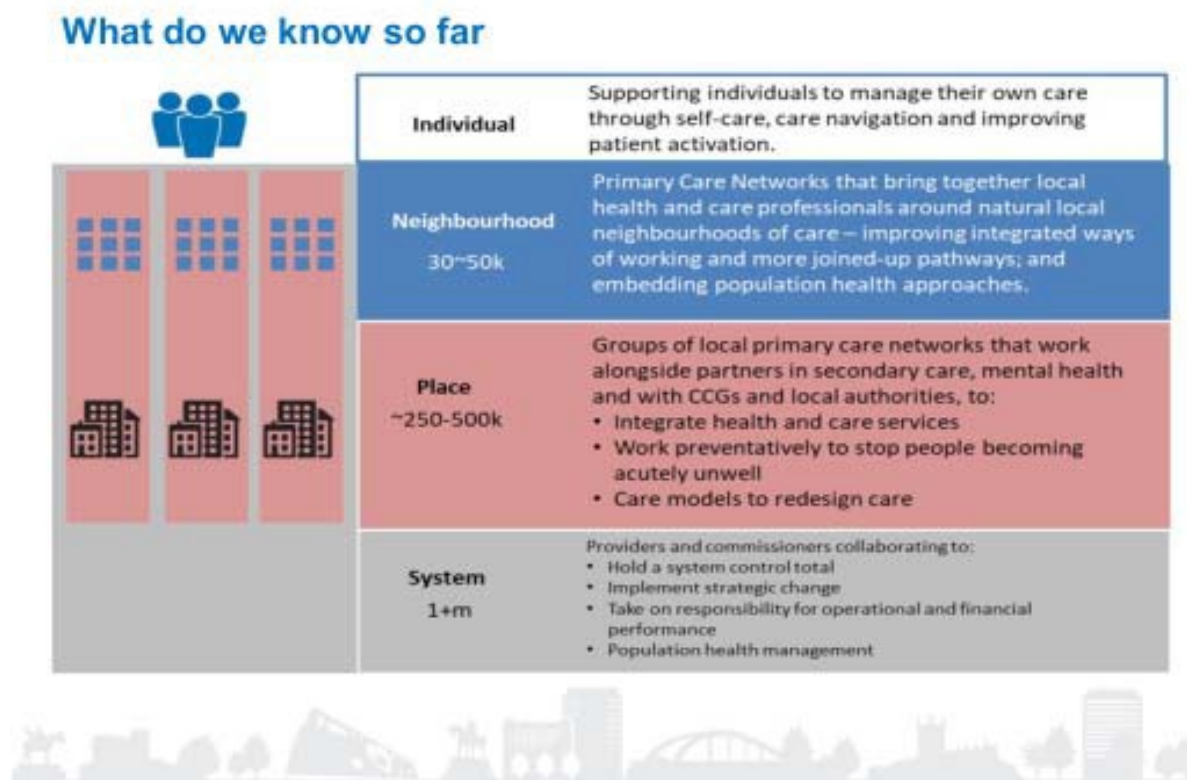 What do we know so far
Individual
Supporting individuals to manage their own care
through self-care, care navigation and improving
patient activation.
Neighbourhood
30~50k
Primary Care Networks that bring together local
health and care professionals around natural local
neighbourhoods of care – improving integrated ways
of working and more joined-up pathways; and
embedding population health approaches.
Place
~250-500k
Groups of local primary care networks that work
alongside partners in secondary care, mental health
and with CCGs and local authorities, to:
• Integrate health and care services
• Work preventatively to stop people becoming
acutely unwell
• Care models to redesign care
System
1+m
Providers and commissioners collaborating to:
• Hold a system control total
• Implement strategic change
• Take on responsibility for operational and financial
performance
• Population health management